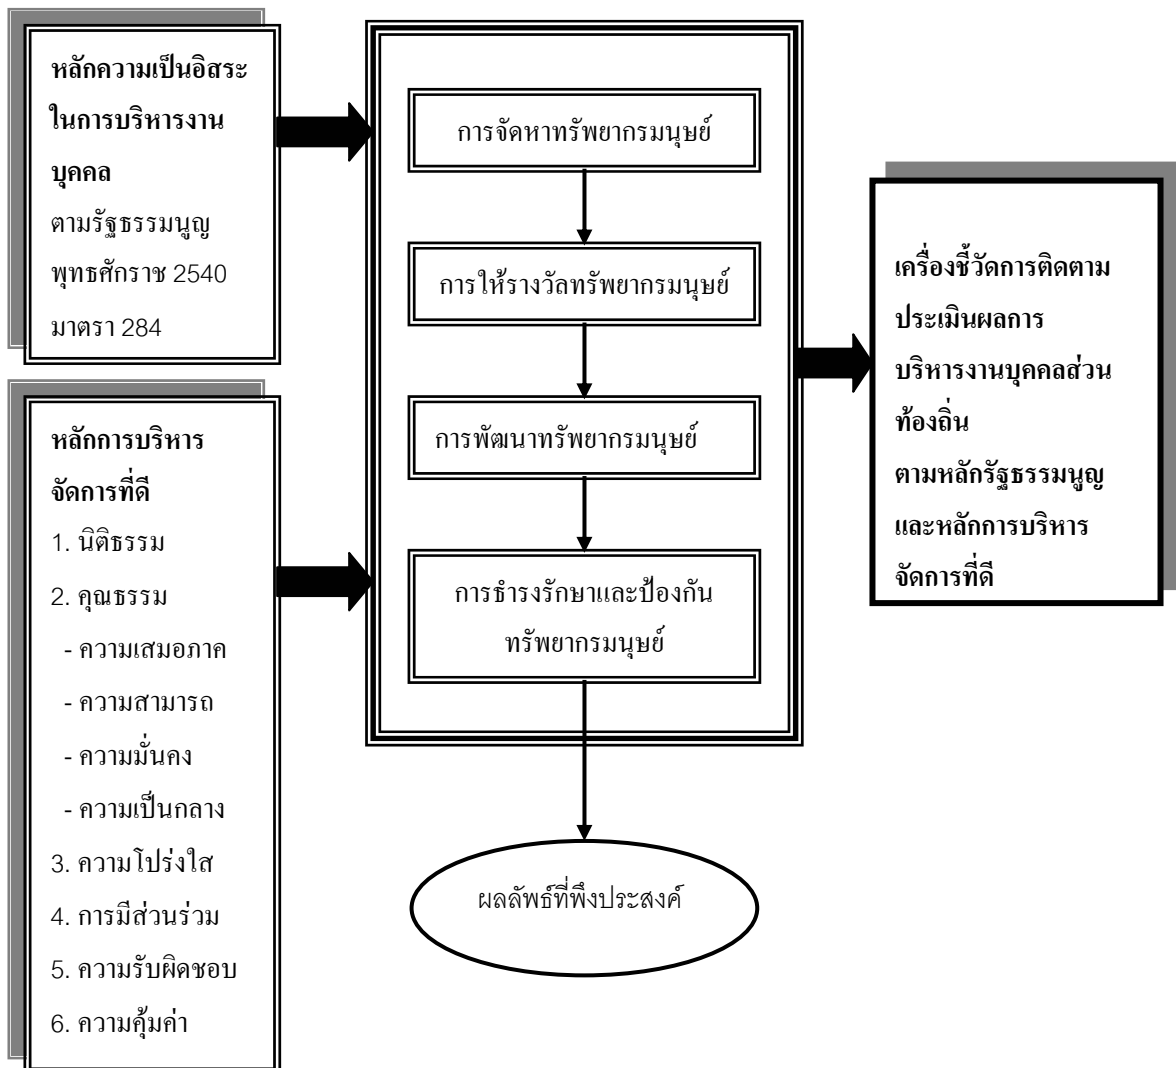 หลักความเป็นอิสระ
ในการบริหารงาน
บุคคล
ตามรัฐธรรมนูญ
พุทธศักราช 2540
มาตรา 284
หลักการบริหาร
จัดการที่ดี
1. นิติธรรม
2. คุณธรรม
- ความเสมอภาค
- ความสามารถ
- ความมั่นคง
- ความเป็นกลาง
3. ความโปร่งใส
4. การมีส่วนร่วม
5. ความรับผิดชอบ
6. ความคุ้มค่า
การจัดหาทรัพยากรมนุษย์
การให้รางวัลทรัพยากรมนุษย์
การพัฒนาทรัพยากรมนุษย์
การธำรงรักษาและป้องกัน
ทรัพยากรมนุษย์
ผลลัพธ์ที่พึงประสงค์
เครื่องชี้วัดการติดตาม
ประเมินผลการ
บริหารงานบุคคลส่วน
ท้องถิ่น
ตามหลักรัฐธรรมนูญ
และหลักการบริหาร
จัดการที่ดี